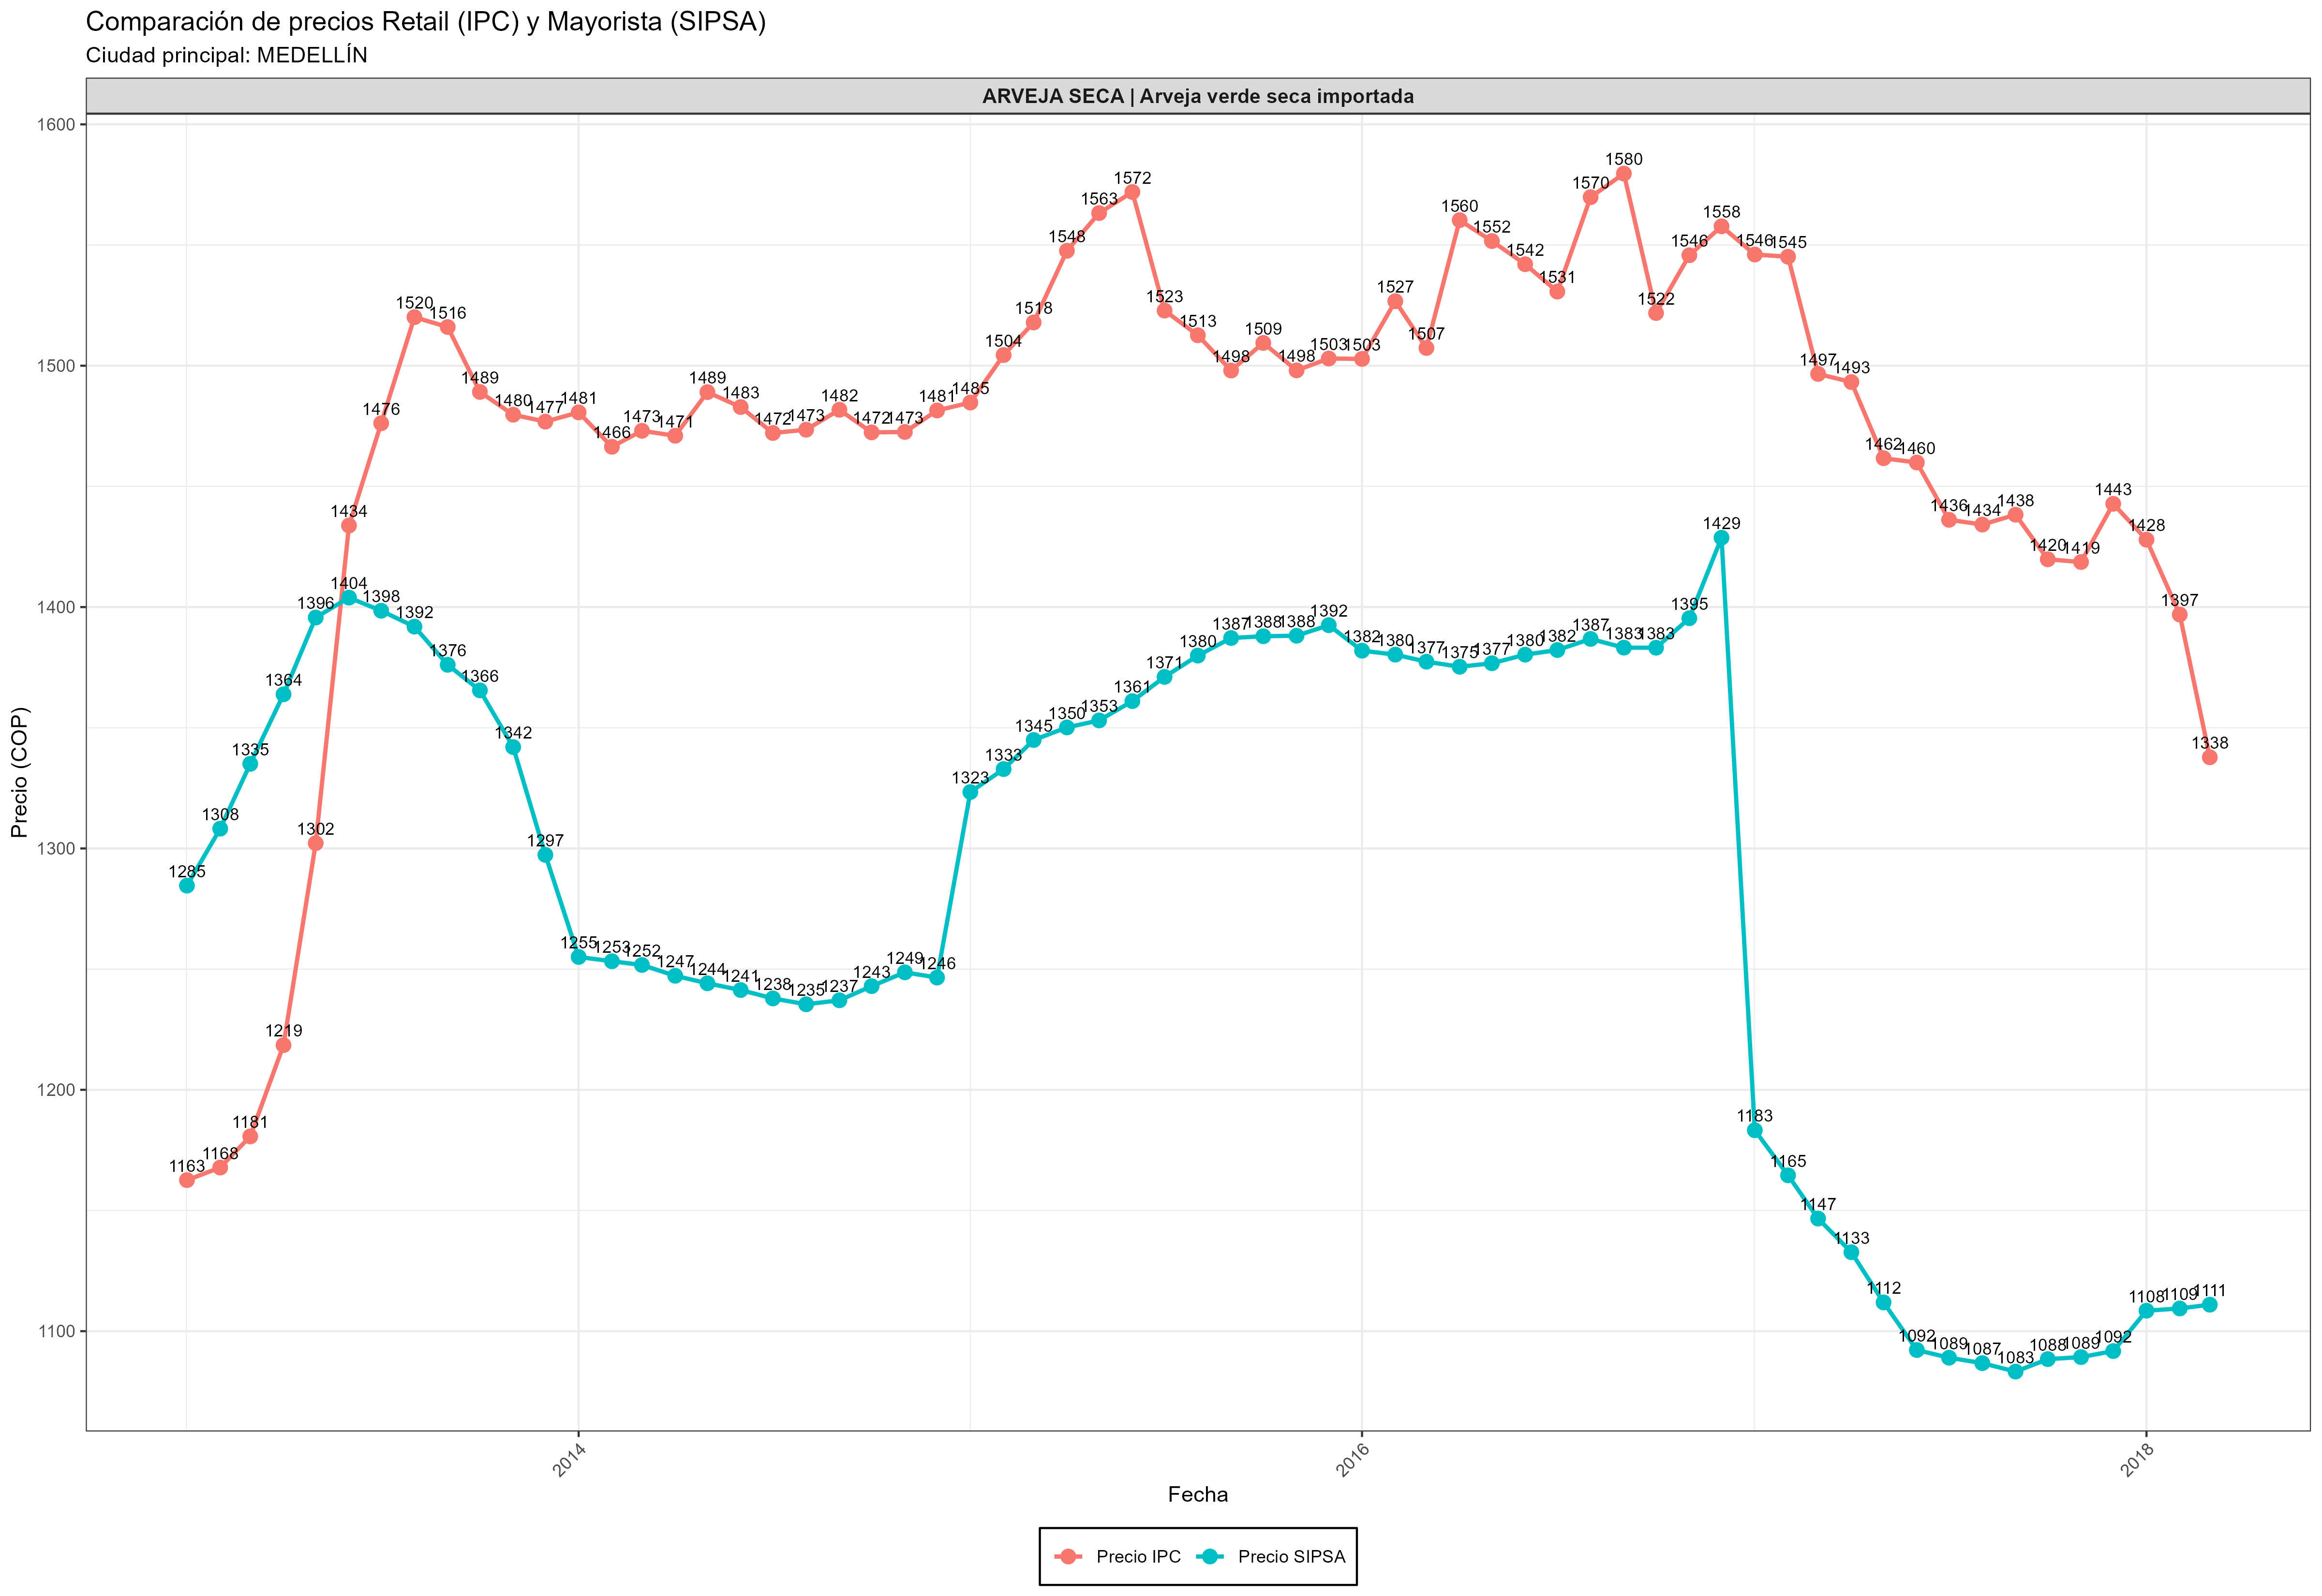 Comparación de precios Retail (IPC) y Mayorista (SIPSA)
Ciudad principal: MEDELLÍN
ARVEJA SECA | Arveja verde seca importada
Precio (COP)
1600
1500
1400
1300
1200
1100
1163 1168 1181 1219 1302 1434 1476 1520 1516 1489 1480 1477 1481 1466 1473 1471 1489 1483 1472 1473 1482 1472 1473 1481 1485 1504 1518 1548 1563 1572 1523 1513 1498 1509 1498 1503 1503 1527 1507 1560 1552 1542 1531 1570 1580 1522 1546 1558 1546 1545 1497 1493 1462 1460 1436 1434 1438 1420 1419 1443 1428 1397 1338
1285 1308 1335 1364 1396 1404 1398 1392 1376 1366 1342 1297 1255 1253 1252 1247 1244 1241 1238 1235 1237 1243 1249 1246 1323 1333 1345 1350 1353 1361 1371 1380 1387 1388 1388 1392 1382 1380 1377 1375 1377 1380 1382 1387 1383 1383 1395 1429 1183 1165 1147 1133 1112 1092 1089 1087 1083 1088 1089 1092 1108 1109 1111
2014 2016 2018
Fecha
Precio IPC Precio SIPSA